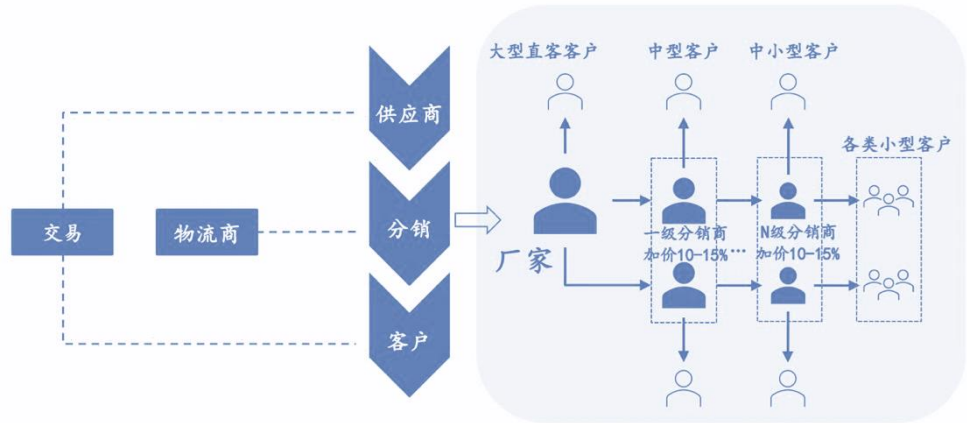 大型直客客户
中型客户
中小型客户
供应商
各类小型客户
交易
物流商
分销
厂家
一级分销商
加价10-15%
...
N级分销商
加价10-15%
客户